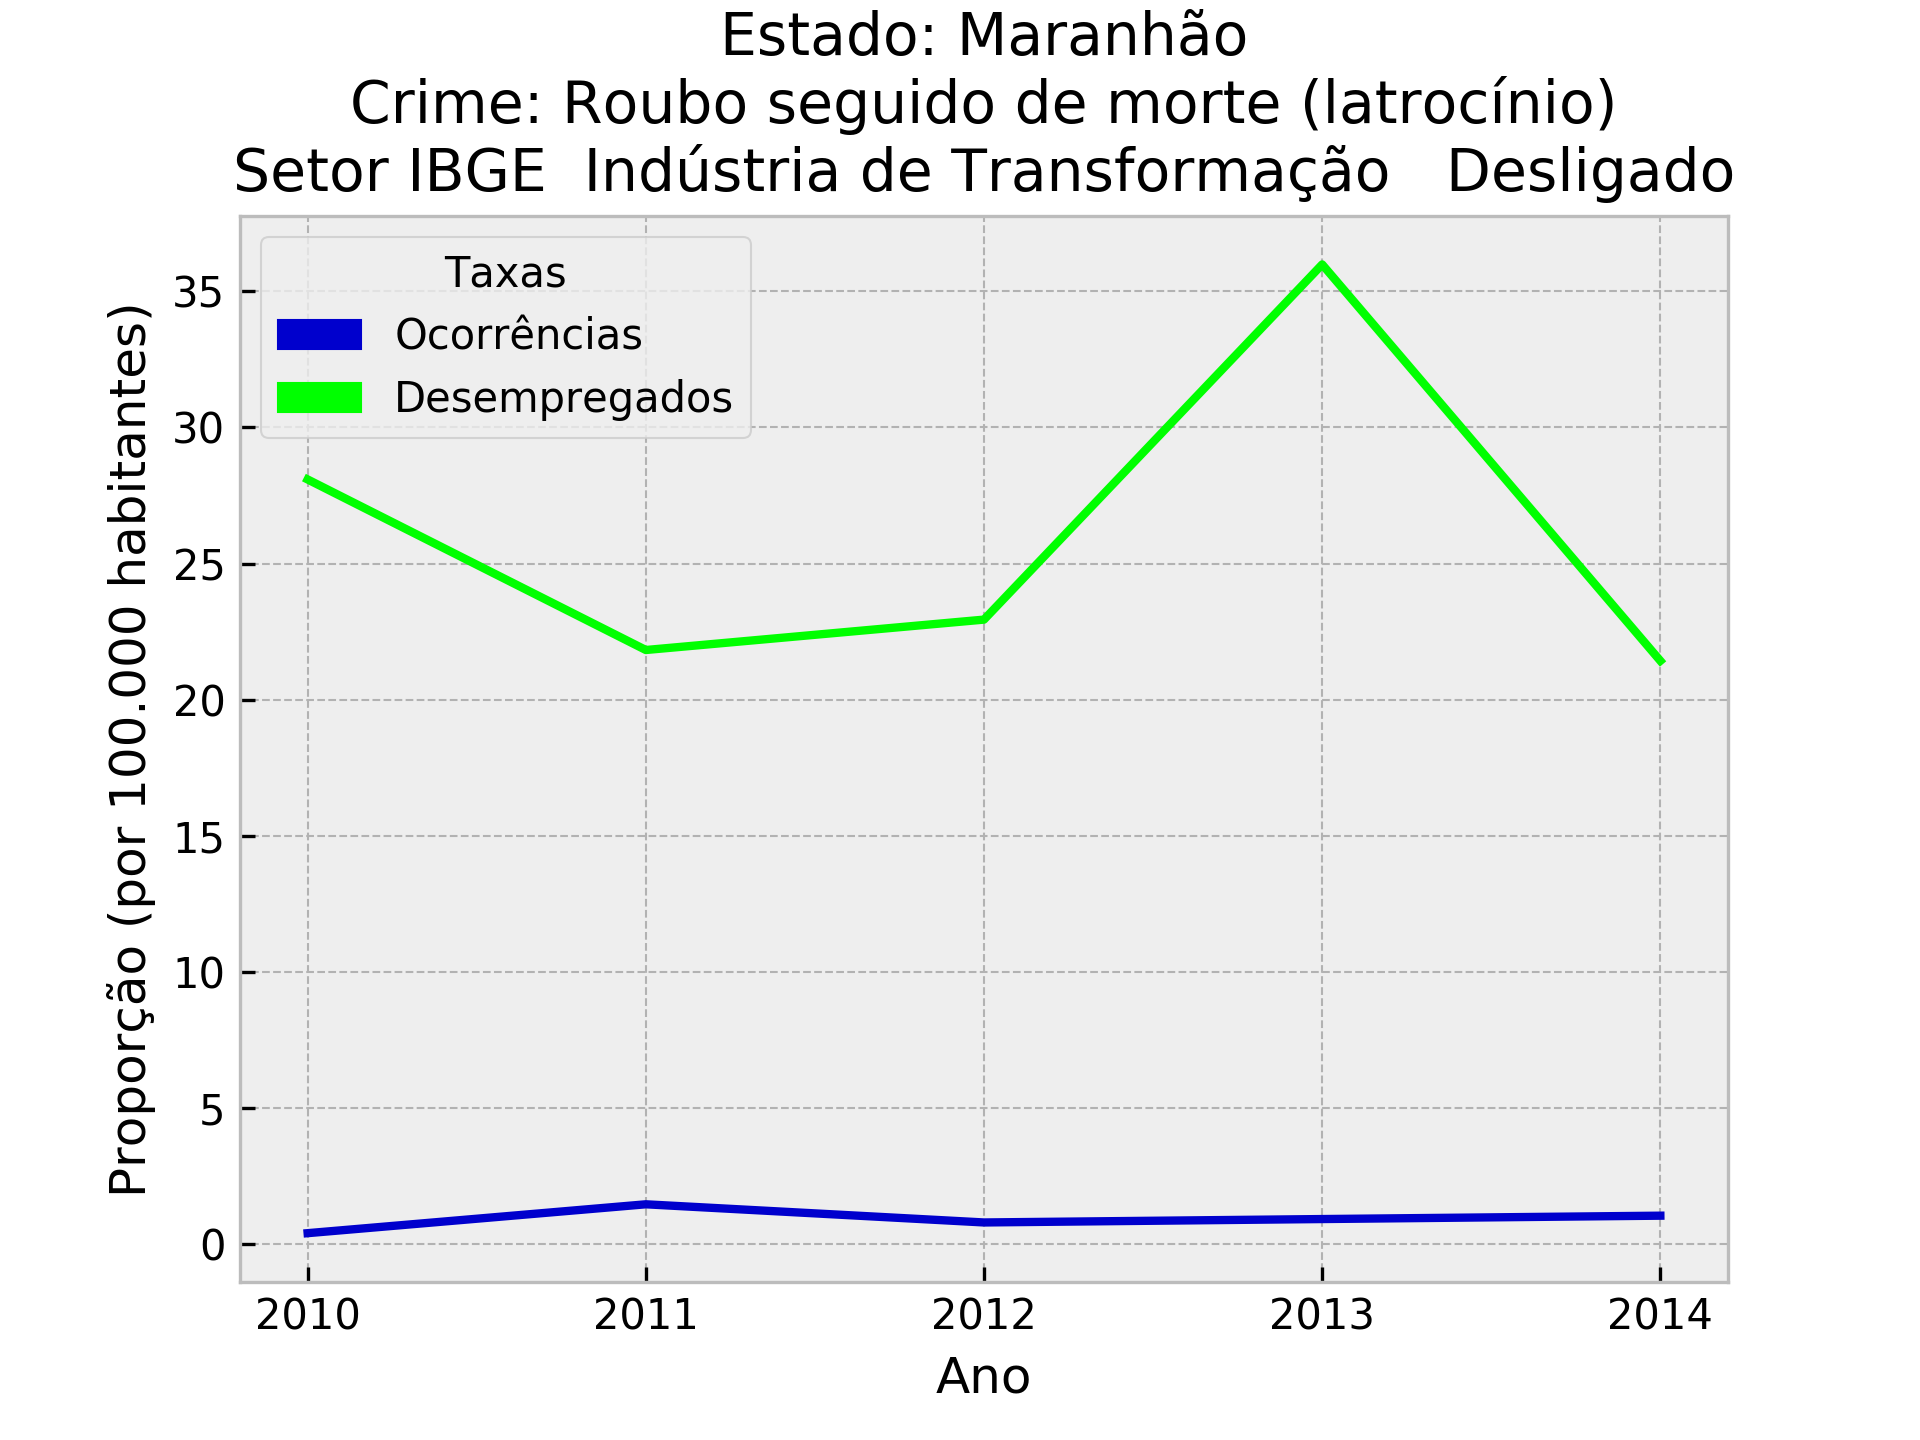 Estado: Maranhão
Crime: Roubo seguido de morte (latrocínio)
Setor IBGE  Indústria de Transformação   Desligado
Taxas
Ocorrências
Desempregados
Proporção (por 100.000 habitantes)
35
30
25
20
15
10
5
0
2010 2011 2012 2013 2014
Ano